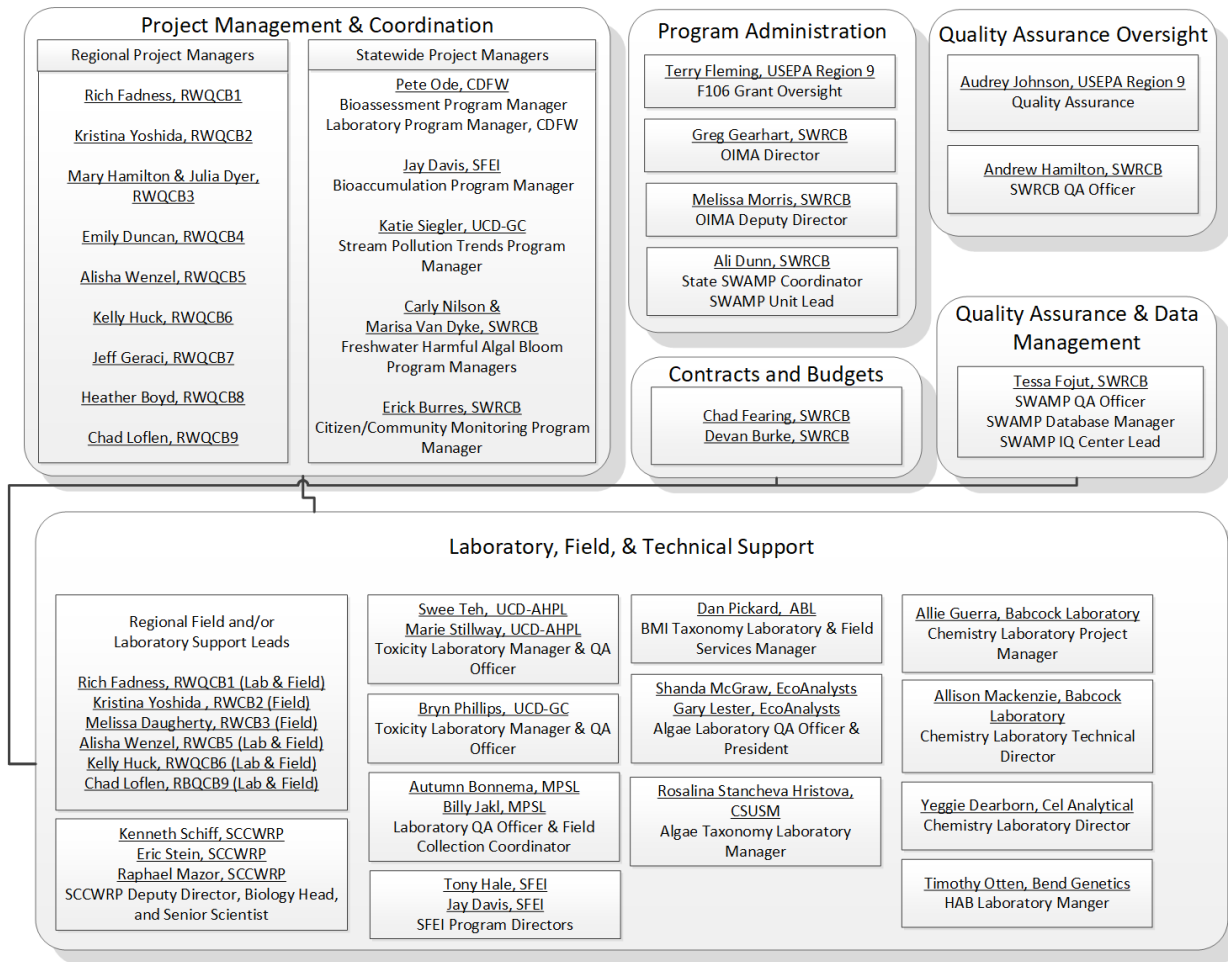 Project Management & Coordination
Regional Project Managers
Rich Fadness, RWQCB1
Kristina Yoshida, RWQCB2
Mary Hamilton & Julia Dyer,
RWQCB3
Emily Duncan, RWQCB4
Alisha Wenzel, RWQCB5
Kelly Huck, RWQCB6
Jeff Geraci, RWQCB7
Heather Boyd, RWQCB8
Chad Loflen, RWQCB9
Statewide Project Managers
Pete Ode, CDFW
Bioassessment Program Manager
Laboratory Program Manager, CDFW
Jay Davis, SFEI
Bioaccumulation Program Manager
Katie Siegler, UCD-GC
Stream Pollution Trends Program
Manager
Carly Nilson &
Marisa Van Dyke, SWRCB
Freshwater Harmful Algal Bloom
Program Managers
Erick Burres, SWRCB
Citizen/Community Monitoring Program
Manager
Program Administration
Terry Fleming, USEPA Region 9
F106 Grant Oversight
Greg Gearhart, SWRCB
OIMA Director
Melissa Morris, SWRCB
OIMA Deputy Director
Ali Dunn, SWRCB
State SWAMP Coordinator
SWAMP Unit Lead
Quality Assurance Oversight
Audrey Johnson, USEPA Region 9
Quality Assurance
Andrew Hamilton, SWRCB
SWRCB QA Officer
Contracts and Budgets
Chad Fearing, SWRCB
Devan Burke, SWRCB
Quality Assurance & Data
Management
Tessa Fojut, SWRCB
SWAMP QA Officer
SWAMP Database Manager
SWAMP IQ Center Lead
Laboratory, Field, & Technical Support
Regional Field and/or
Laboratory Support Leads
Rich Fadness, RWQCB1 (Lab & Field)
Kristina Yoshida , RWCB2 (Field)
Melissa Daugherty, RWCB3 (Field)
Alisha Wenzel, RWCB5 (Lab & Field)
Kelly Huck, RWQCB6 (Lab & Field)
Chad Loflen, RBQCB9 (Lab & Field)
Kenneth Schiff, SCCWRP
Eric Stein, SCCWRP
Raphael Mazor, SCCWRP
SCCWRP Deputy Director, Biology Head,
and Senior Scientist
Swee Teh,  UCD-AHPL
Marie Stillway, UCD-AHPL
Toxicity Laboratory Manager & QA
Officer
Bryn Phillips, UCD-GC
Toxicity Laboratory Manager & QA
Officer
Autumn Bonnema, MPSL
Billy Jakl, MPSL
Laboratory QA Officer & Field
Collection Coordinator
Tony Hale, SFEI
Jay Davis, SFEI
SFEI Program Directors
Dan Pickard,  ABL
BMI Taxonomy Laboratory & Field
Services Manager
Shanda McGraw, EcoAnalysts
Gary Lester, EcoAnalysts
Algae Laboratory QA Officer &
President
Rosalina Stancheva Hristova,
CSUSM
Algae Taxonomy Laboratory
Manager
Allie Guerra, Babcock Laboratory
Chemistry Laboratory Project
Manager
Allison Mackenzie, Babcock
Laboratory
Chemistry Laboratory Technical
Director
Yeggie Dearborn, Cel Analytical
Chemistry Laboratory Director
Timothy Otten, Bend Genetics
HAB Laboratory Manger